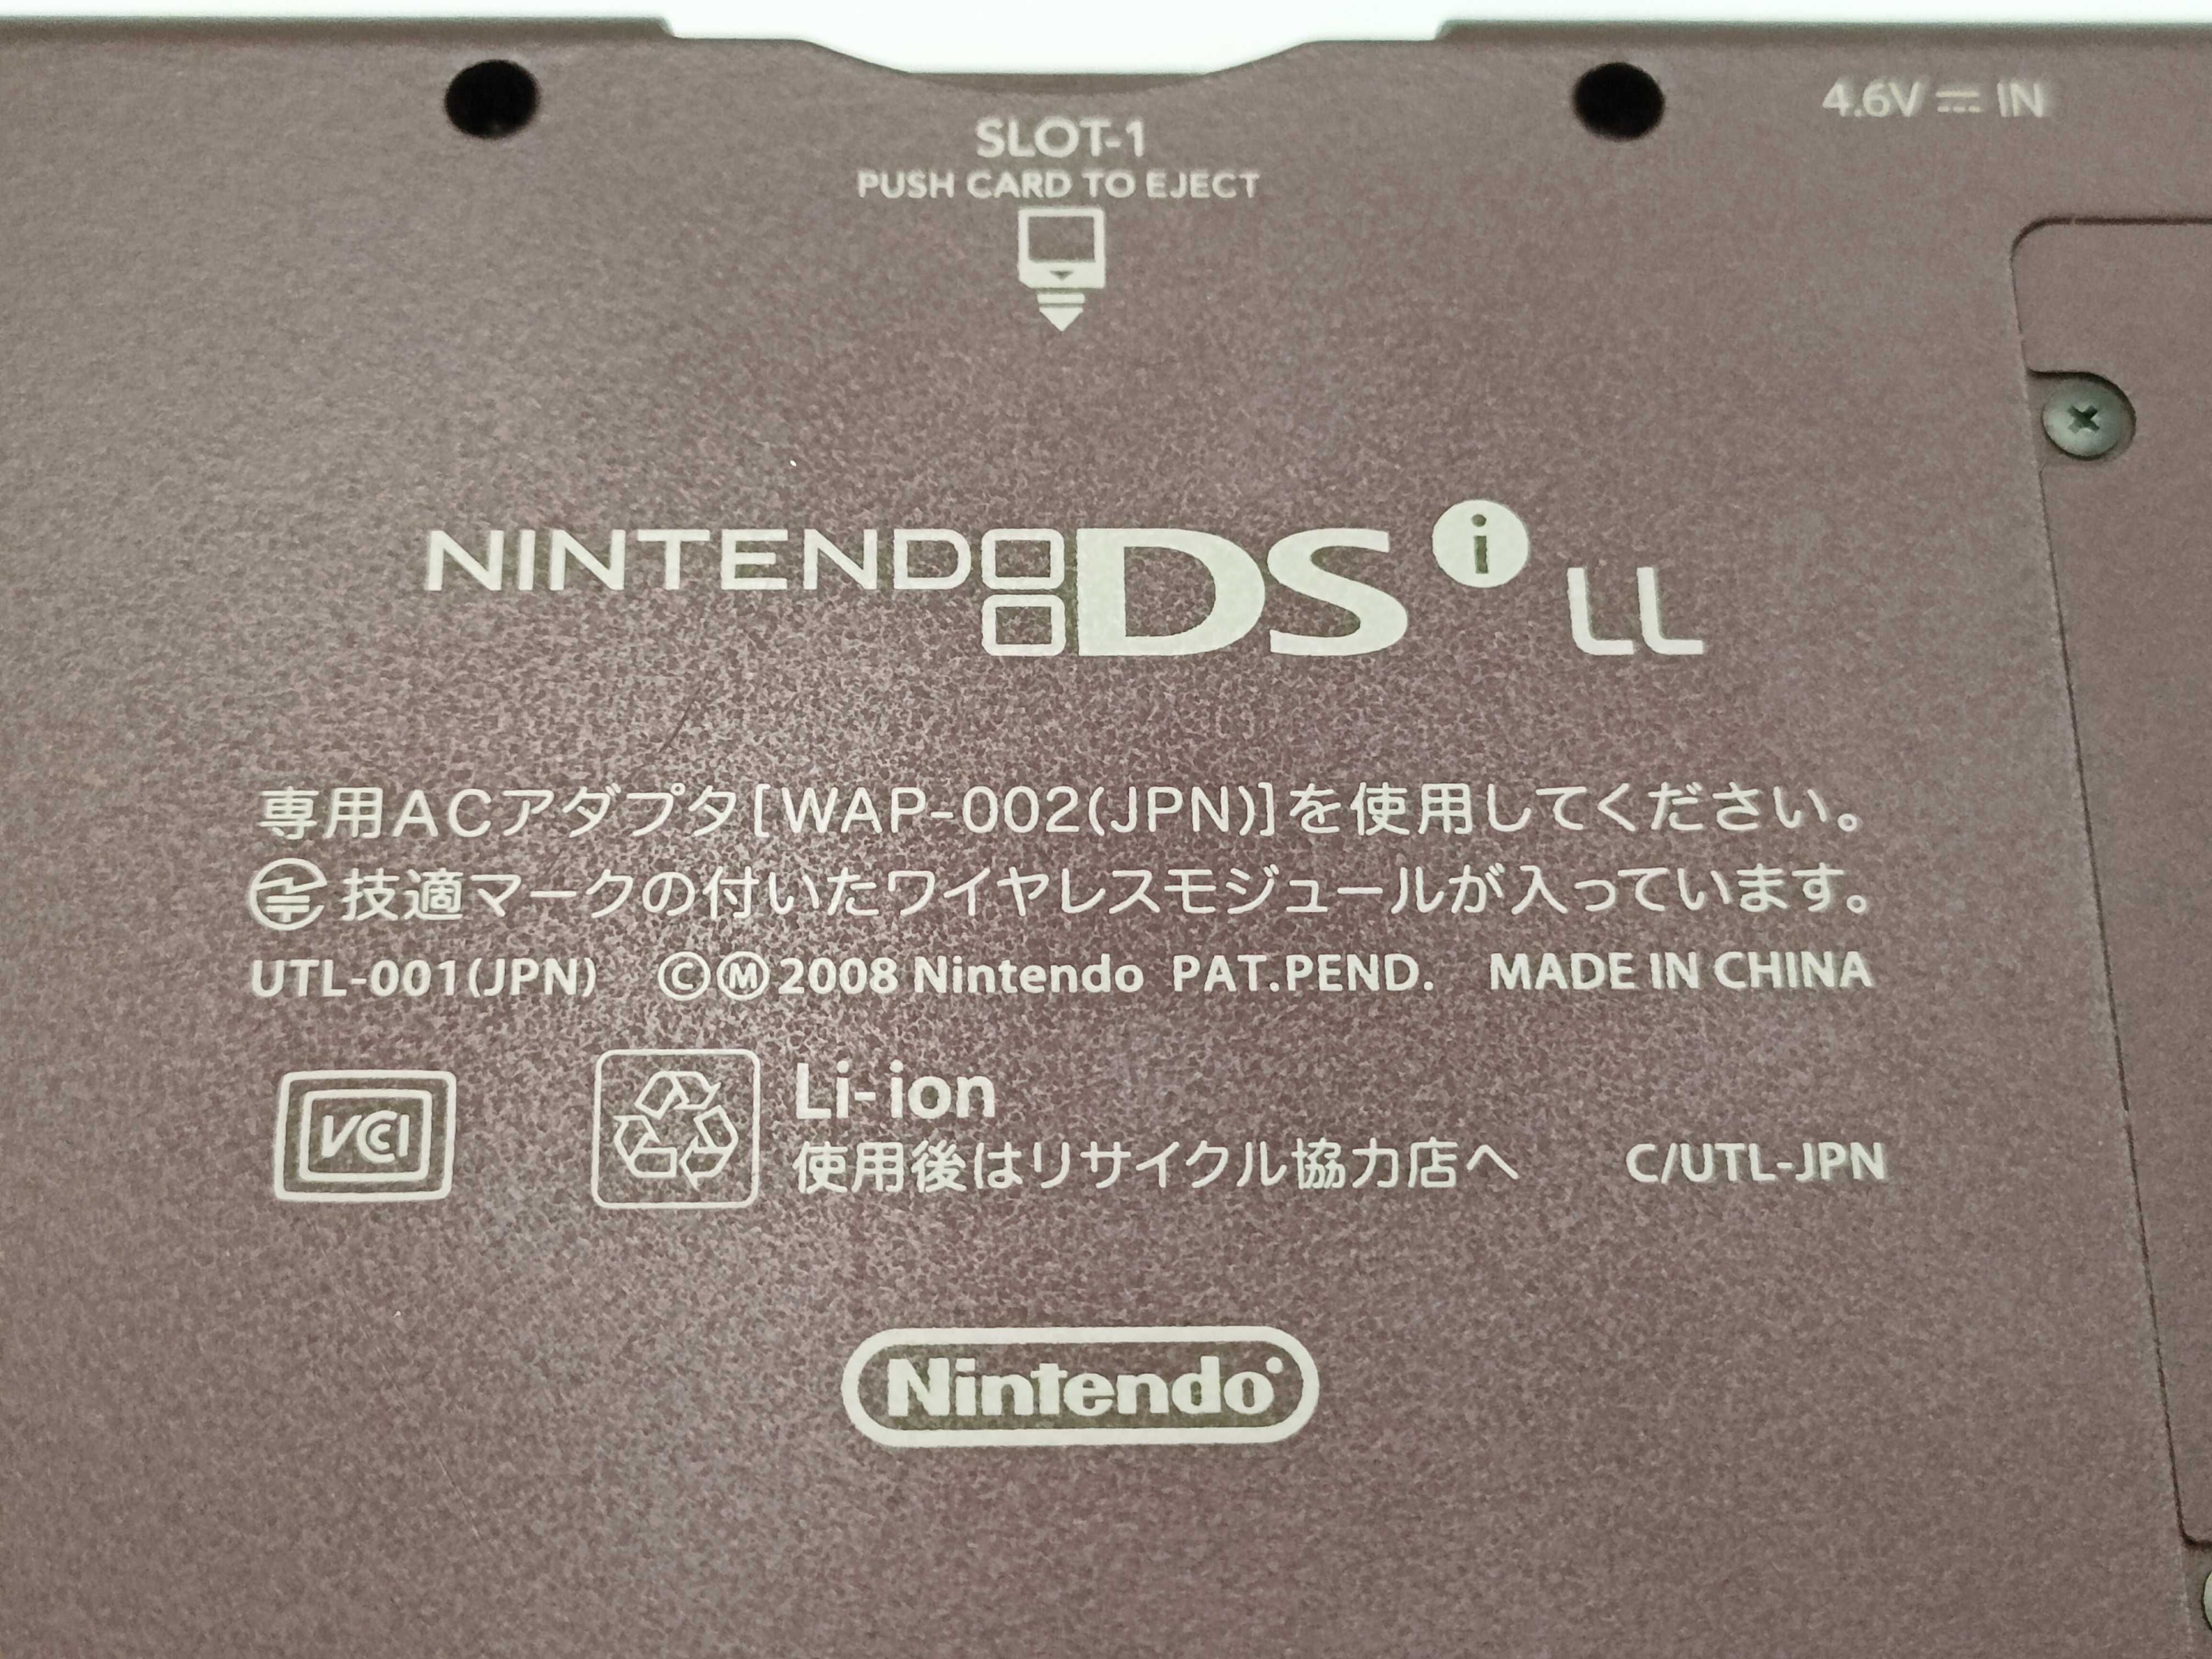 4.6V ⎓ IN
SLOT-1
PUSH CARD TO EJECT
NINTENDO DSi LL
専用ACアダプタ[WAP-002(JPN)]を使用してください。
技適マークの付いたワイヤレスモジュールが入っています。
UTL-001(JPN) ©Ⓜ2008 Nintendo PAT.PEND. MADE IN CHINA
VCCI
Li-ion
使用後はリサイクル協力店へ C/UTL-JPN
Nintendo